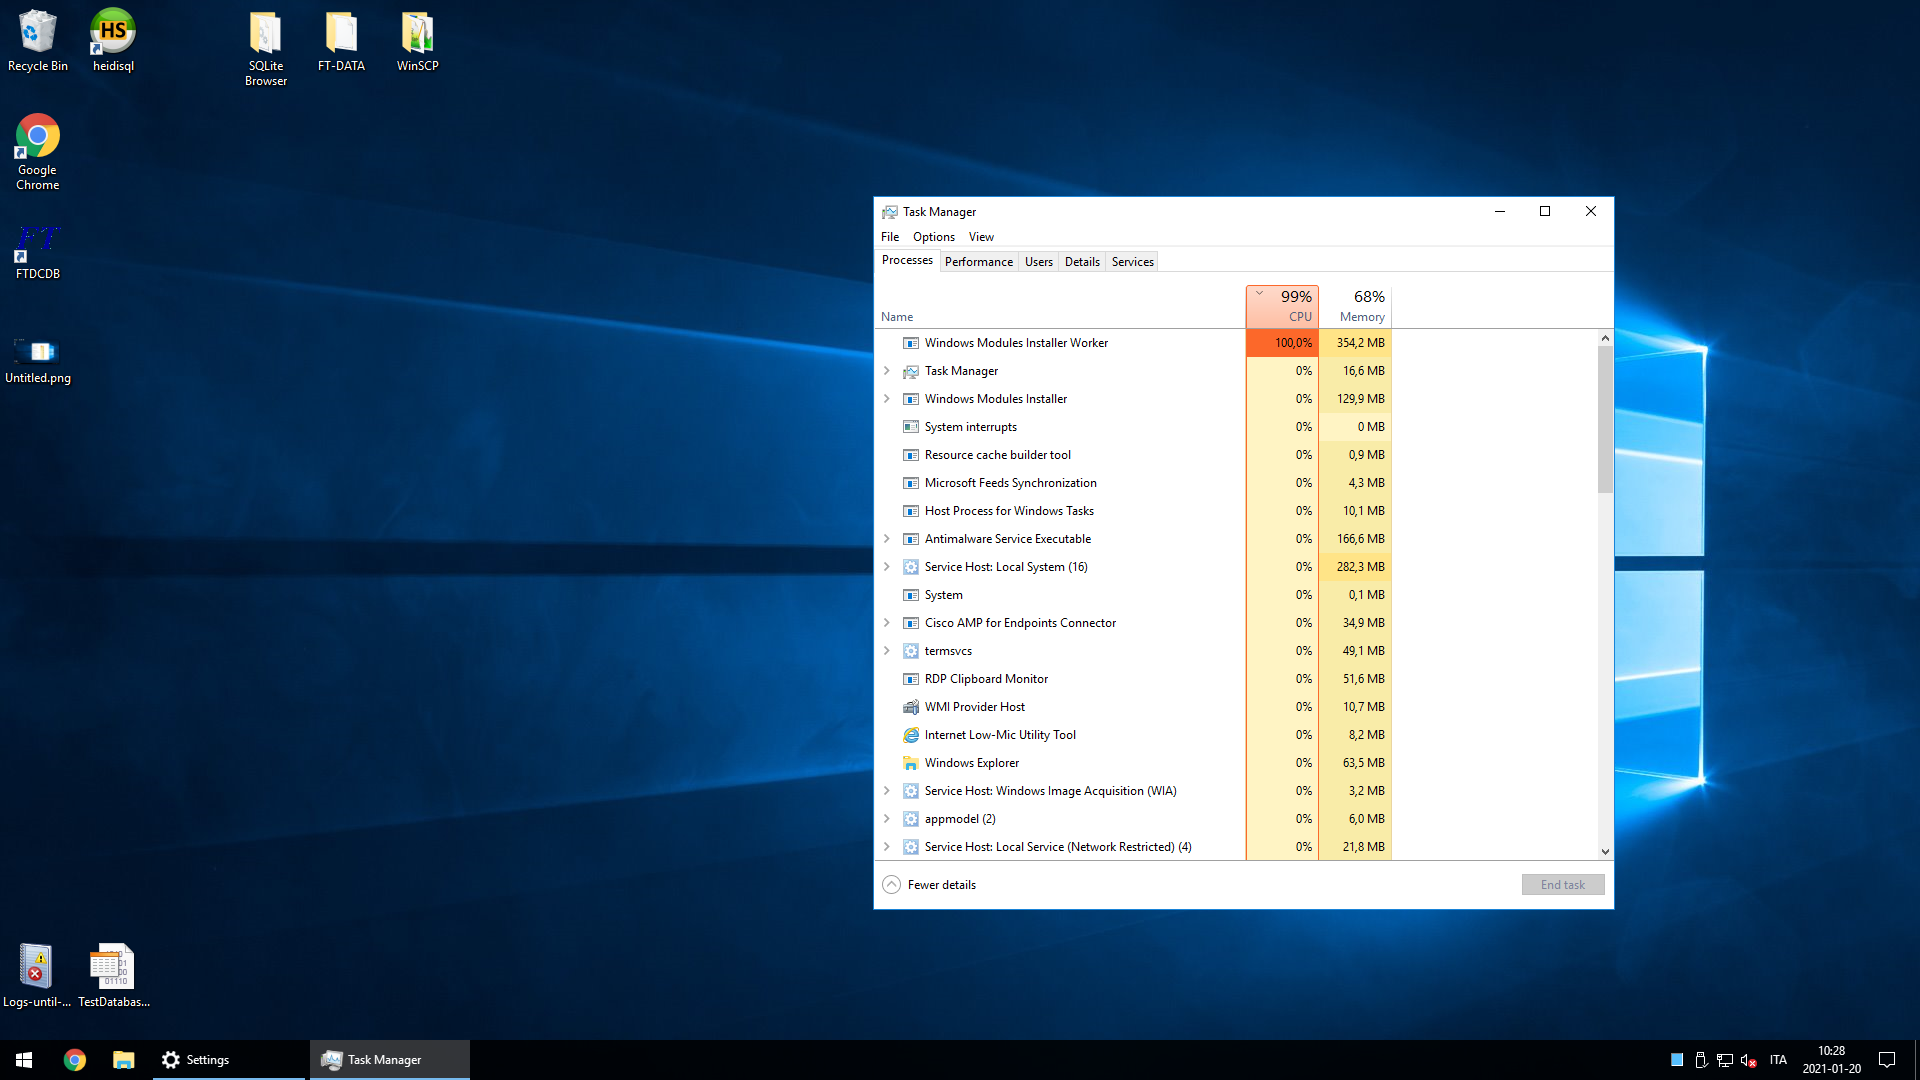 Recycle Bin
HS
heidisql
SQLite
Browser
FT-DATA
WinSCP
Google
Chrome
FT
FTDCDB
Untitled.png
Logs-until-...
TestDatabas...
Task Manager
File Options View
Processes Performance Users Details Services
99% 68%
Name CPU Memory
Windows Modules Installer Worker 100,0% 354,2 MB
Task Manager 0% 16,6 MB
Windows Modules Installer 0% 129,9 MB
System interrupts 0% 0 MB
Resource cache builder tool 0% 0,9 MB
Microsoft Feeds Synchronization 0% 4,3 MB
Host Process for Windows Tasks 0% 10,1 MB
Antimalware Service Executable 0% 166,6 MB
Service Host: Local System (16) 0% 282,3 MB
System 0% 0,1 MB
Cisco AMP for Endpoints Connector 0% 34,9 MB
termsvcs 0% 49,1 MB
RDP Clipboard Monitor 0% 51,6 MB
WMI Provider Host 0% 10,7 MB
Internet Low-Mic Utility Tool 0% 8,2 MB
Windows Explorer 0% 63,5 MB
Service Host: Windows Image Acquisition (WIA) 0% 3,2 MB
appmodel (2) 0% 6,0 MB
Service Host: Local Service (Network Restricted) (4) 0% 21,8 MB
Fewer details End task
Settings Task Manager ITA 10:28
2021-01-20